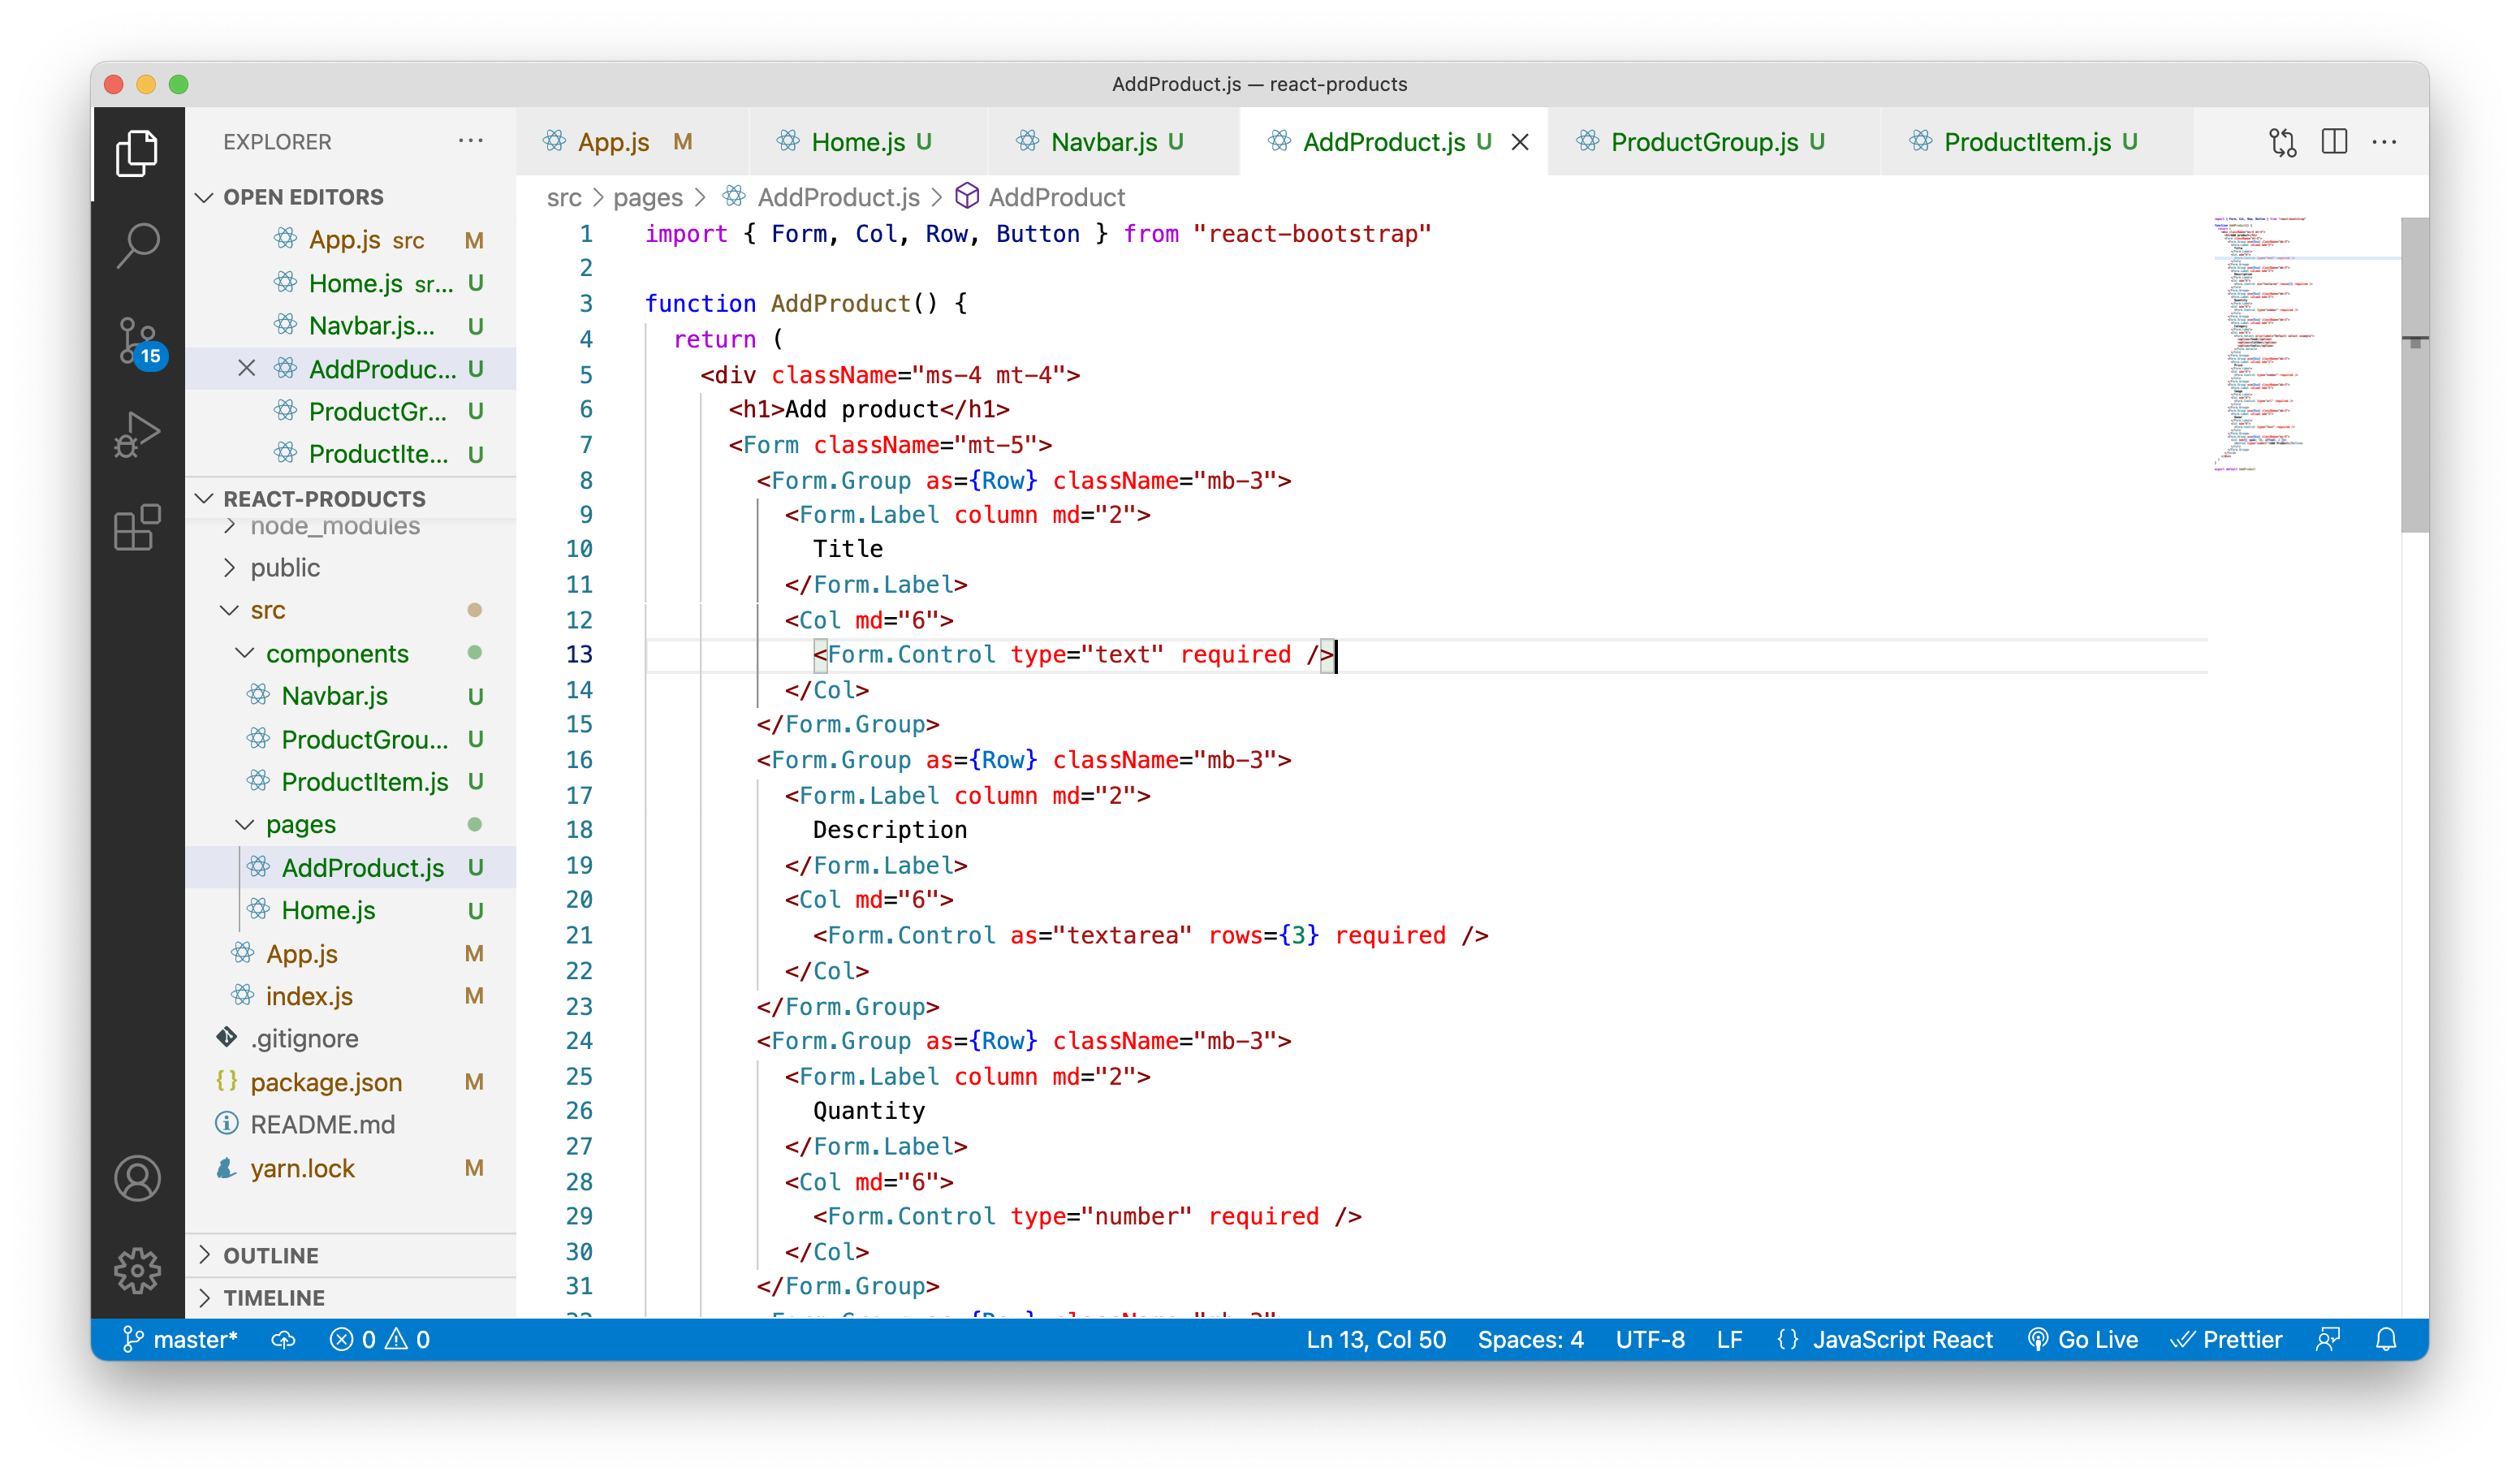 AddProduct.js — react-products
EXPLORER
OPEN EDITORS
App.js src M
Home.js sr... U
Navbar.js... U
AddProduc... U
ProductGr... U
ProductIte... U
REACT-PRODUCTS
node_modules
public
src
components
Navbar.js U
ProductGrou... U
ProductItem.js U
pages
AddProduct.js U
Home.js U
App.js M
index.js M
.gitignore
package.json M
README.md
yarn.lock M
OUTLINE
TIMELINE
15
App.js M
Home.js U
Navbar.js U
AddProduct.js U
ProductGroup.js U
ProductItem.js U
src > pages > AddProduct.js > AddProduct
1 import { Form, Col, Row, Button } from "react-bootstrap"
2
3 function AddProduct() {
4 return (
5 <div className="ms-4 mt-4">
6 <h1>Add product</h1>
7 <Form className="mt-5">
8 <Form.Group as={Row} className="mb-3">
9 <Form.Label column md="2">
10 Title
11 </Form.Label>
12 <Col md="6">
13 <Form.Control type="text" required />
14 </Col>
15 </Form.Group>
16 <Form.Group as={Row} className="mb-3">
17 <Form.Label column md="2">
18 Description
19 </Form.Label>
20 <Col md="6">
21 <Form.Control as="textarea" rows={3} required />
22 </Col>
23 </Form.Group>
24 <Form.Group as={Row} className="mb-3">
25 <Form.Label column md="2">
26 Quantity
27 </Form.Label>
28 <Col md="6">
29 <Form.Control type="number" required />
30 </Col>
31 </Form.Group>
master* 0 0 Ln 13, Col 50 Spaces: 4 UTF-8 LF {} JavaScript React Go Live Prettier